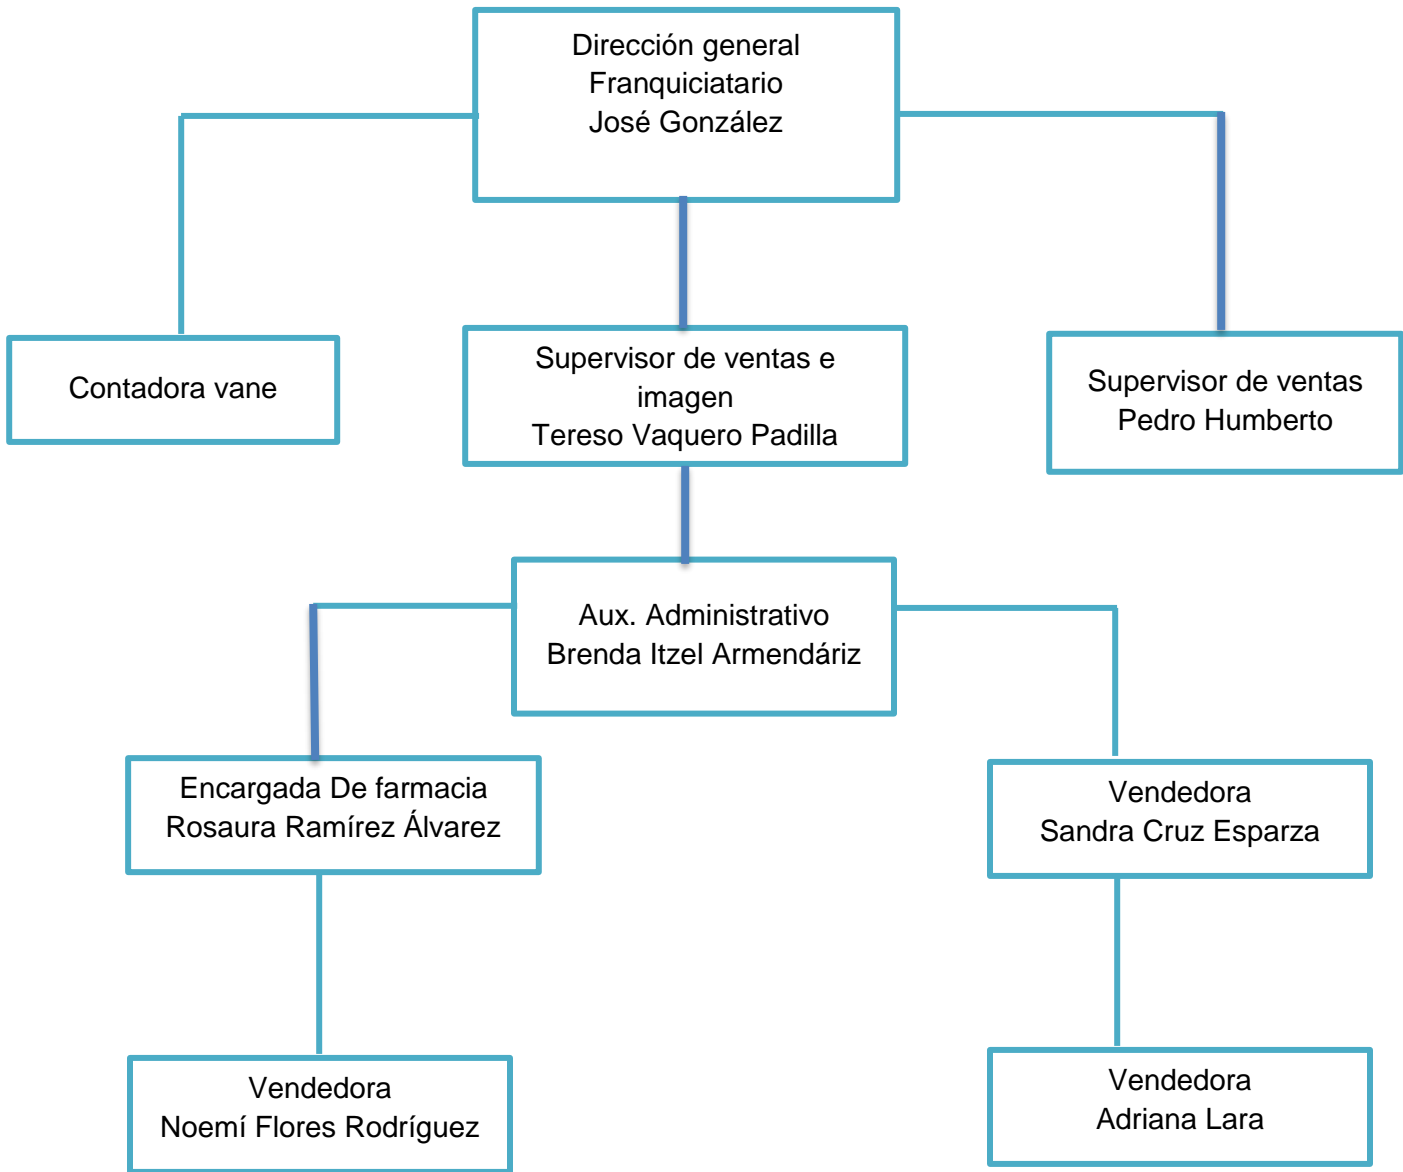 Dirección general
Franquiciatario
José González
Contadora vane
Supervisor de ventas e
imagen
Tereso Vaquero Padilla
Supervisor de ventas
Pedro Humberto
Aux. Administrativo
Brenda Itzel Armendáriz
Encargada De farmacia
Rosaura Ramírez Álvarez
Vendedora
Sandra Cruz Esparza
Vendedora
Noemí Flores Rodríguez
Vendedora
Adriana Lara